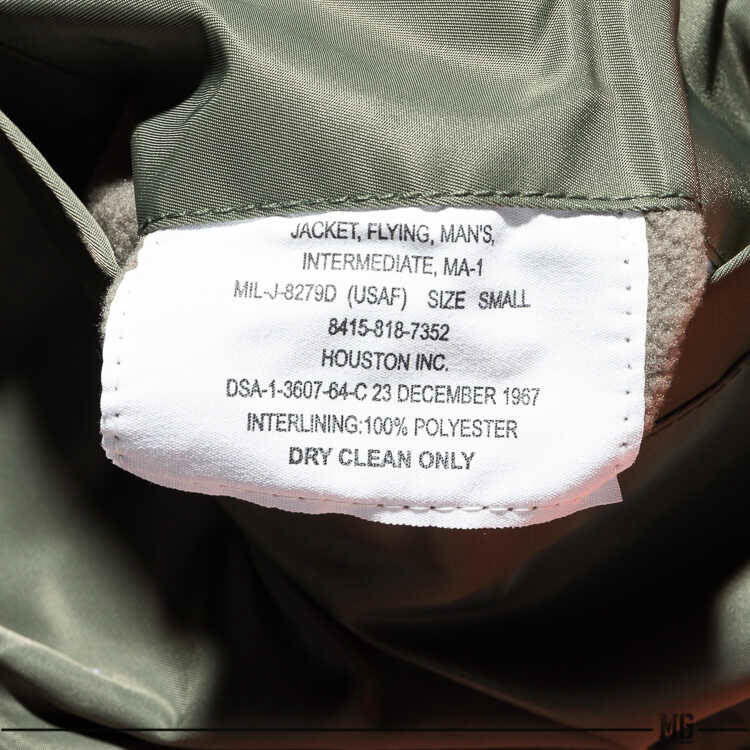 JACKET, FLYING, MAN'S,
INTERMEDIATE, MA-1
MIL-J-8279D (USAF) SIZE SMALL
8415-818-7352
HOUSTON INC.
DSA-1-3607-64-C 23 DECEMBER 1967
INTERLINING:100% POLYESTER
DRY CLEAN ONLY
MG